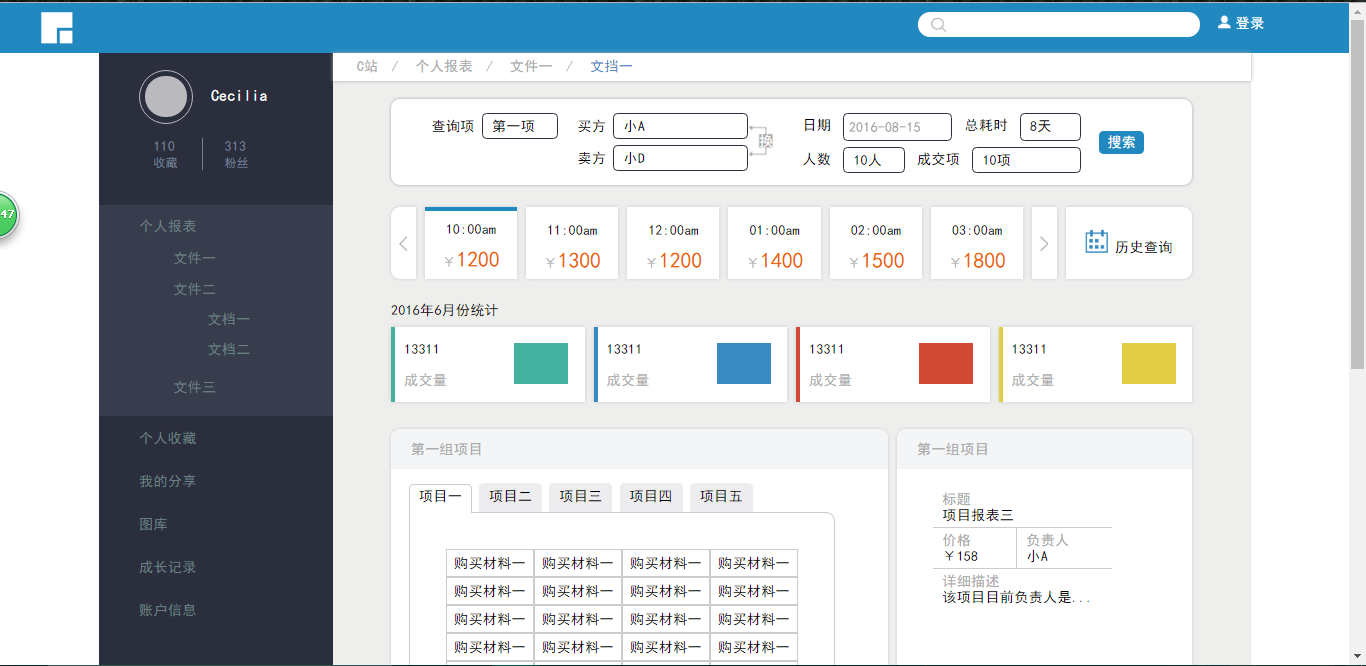 登录
47
Cecilia
110 313
收藏 粉丝
个人报表
文件一
文件二
文档一
文档二
文件三
个人收藏
我的分享
图库
成长记录
账户信息
C站 / 个人报表 / 文件一 / 文挡一
查询项 第一项 买方 小A 日期 2016-08-15 总耗时 8天
换 搜索
卖方 小D 人数 10人 成交项 10项
10:00am 11:00am 12:00am 01:00am 02:00am 03:00am
¥1200 ¥1300 ¥1200 ¥1400 ¥1500 ¥1800
历史查询
2016年6月份统计
13311 13311 13311 13311
成交量 成交量 成交量 成交量
第一组项目
项目一 项目二 项目三 项目四 项目五
购买材料一 购买材料一 购买材料一 购买材料一
购买材料一 购买材料一 购买材料一 购买材料一
购买材料一 购买材料一 购买材料一 购买材料一
购买材料一 购买材料一 购买材料一 购买材料一
第一组项目
标题
项目报表三
价格 负责人
¥158 小A
详细描述
该项目目前负责人是...